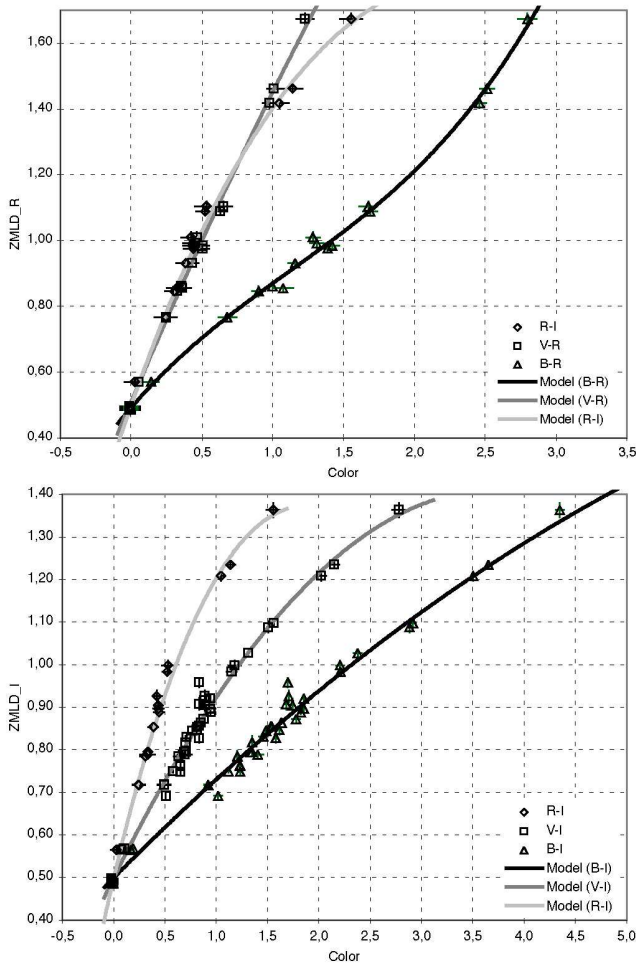 1,60
1,40
1,20
1,00
0,80
0,60
0,40
ZMLD_R
R-I
V-R
B-R
Model (B-R)
Model (V-R)
Model (R-I)
-0,5 0,0 0,5 1,0 1,5 2,0 2,5 3,0 3,5
Color
1,40
1,30
1,20
1,10
1,00
0,90
0,80
0,70
0,60
0,50
0,40
ZMLD_I
R-I
V-I
B-I
Model (B-I)
Model (V-I)
Model (R-I)
-0,5 0,0 0,5 1,0 1,5 2,0 2,5 3,0 3,5 4,0 4,5 5,0
Color